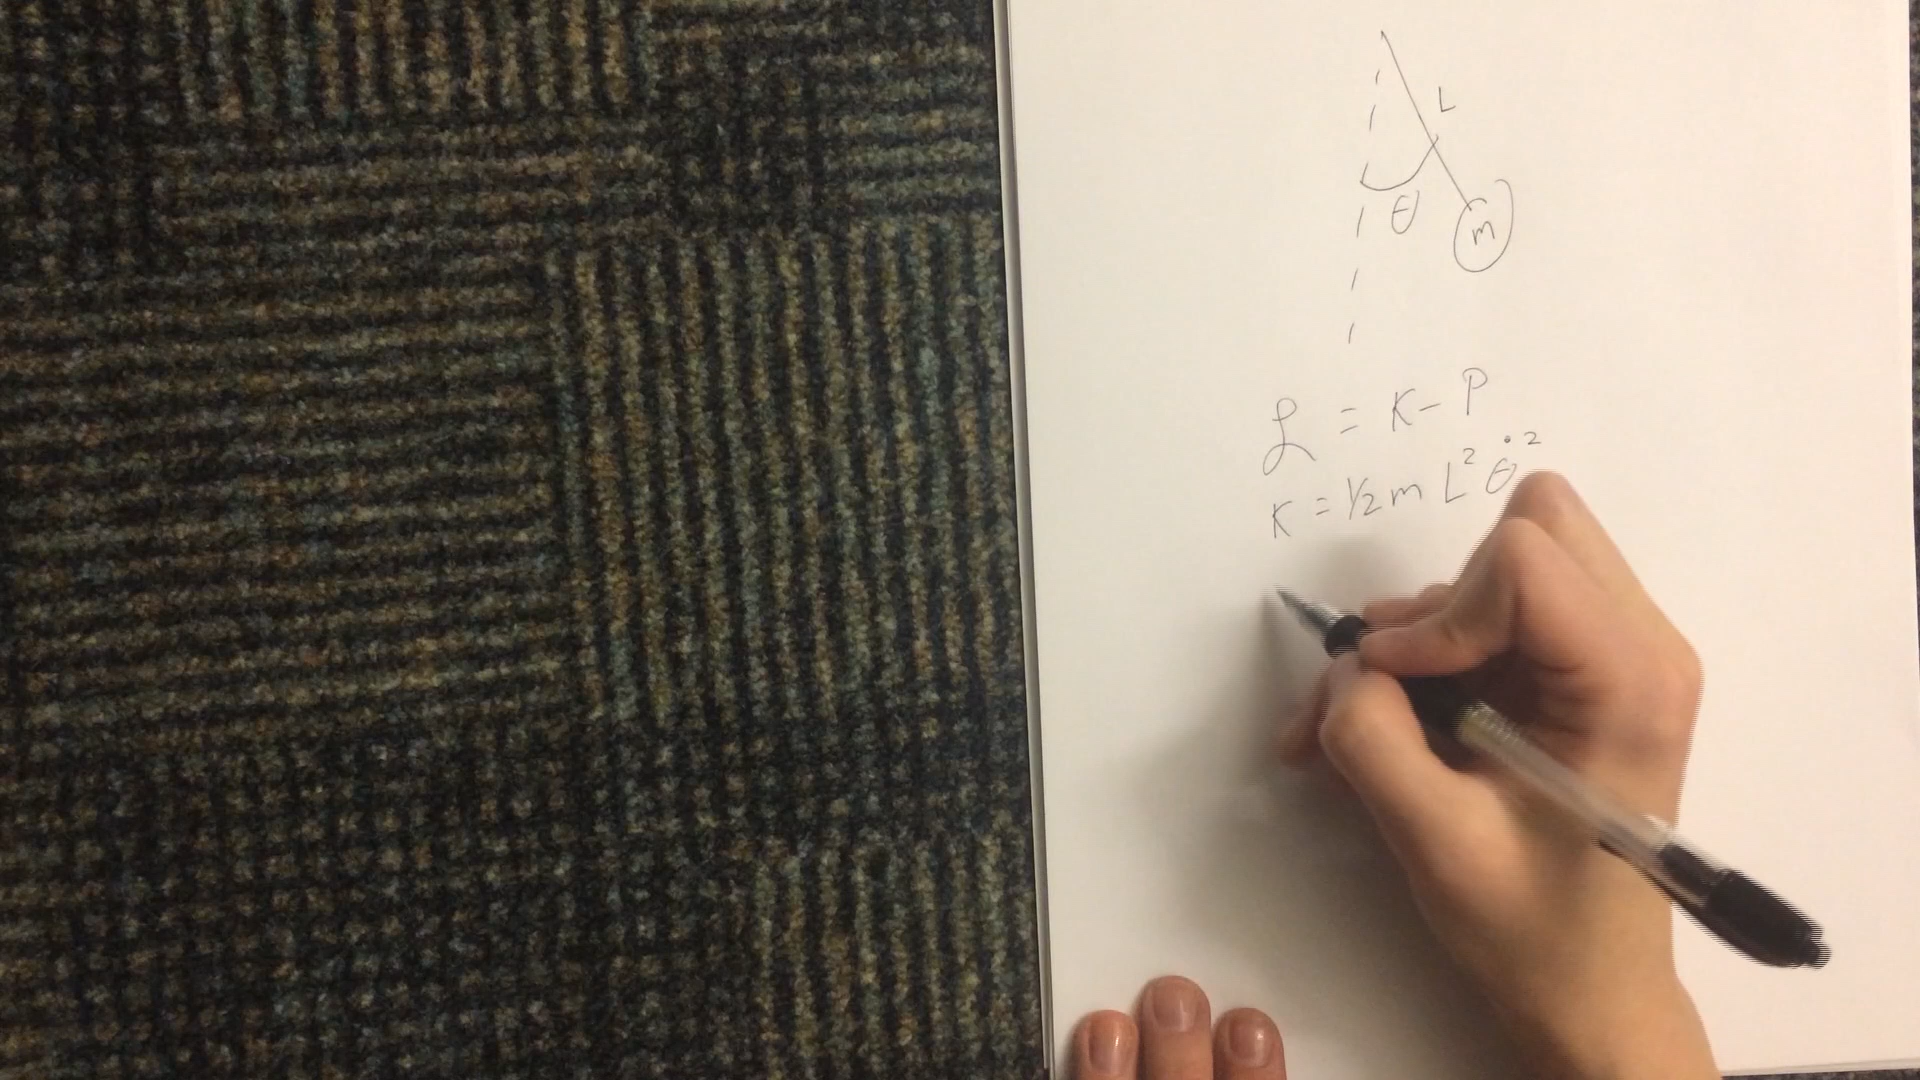 L
θ
m
ℒ = K - P
K = 1/2 m L² θ̇²